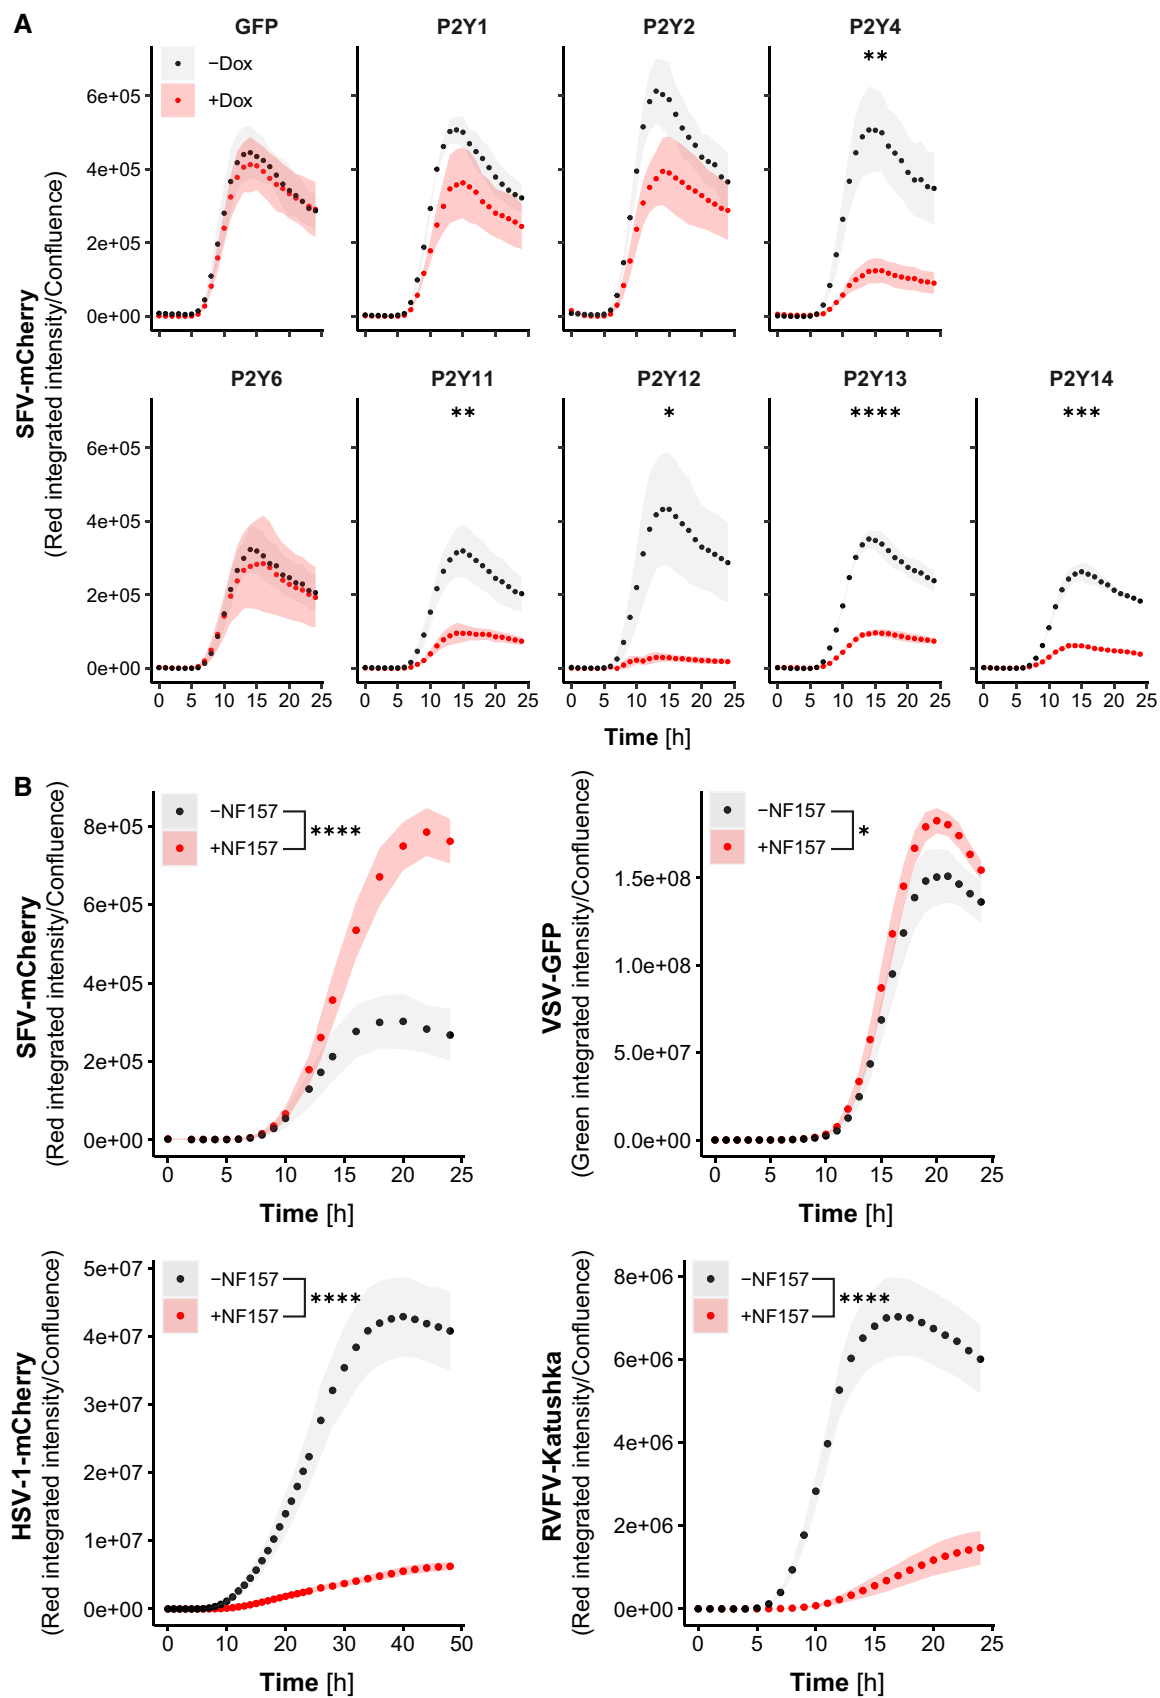 A
GFP
P2Y1
P2Y2
P2Y4
−Dox
+Dox
**
6e+05
4e+05
2e+05
0e+00
P2Y6
P2Y11
P2Y12
P2Y13
P2Y14
**
*
****
***
6e+05
4e+05
2e+05
0e+00
0 5 10 15 20 25
0 5 10 15 20 25
0 5 10 15 20 25
0 5 10 15 20 25
0 5 10 15 20 25
SFV-mCherry
(Red integrated intensity/Confluence)
Time [h]
B
−NF157
+NF157
****
8e+05
6e+05
4e+05
2e+05
0e+00
0 5 10 15 20 25
SFV-mCherry
(Red integrated intensity/Confluence)
Time [h]
−NF157
+NF157
*
1.5e+08
1.0e+08
5.0e+07
0.0e+00
0 5 10 15 20 25
VSV-GFP
(Green integrated intensity/Confluence)
Time [h]
−NF157
+NF157
****
5e+07
4e+07
3e+07
2e+07
1e+07
0e+00
0 10 20 30 40 50
HSV-1-mCherry
(Red integrated intensity/Confluence)
Time [h]
−NF157
+NF157
****
8e+06
6e+06
4e+06
2e+06
0e+00
0 5 10 15 20 25
RVFV-Katushka
(Red integrated intensity/Confluence)
Time [h]